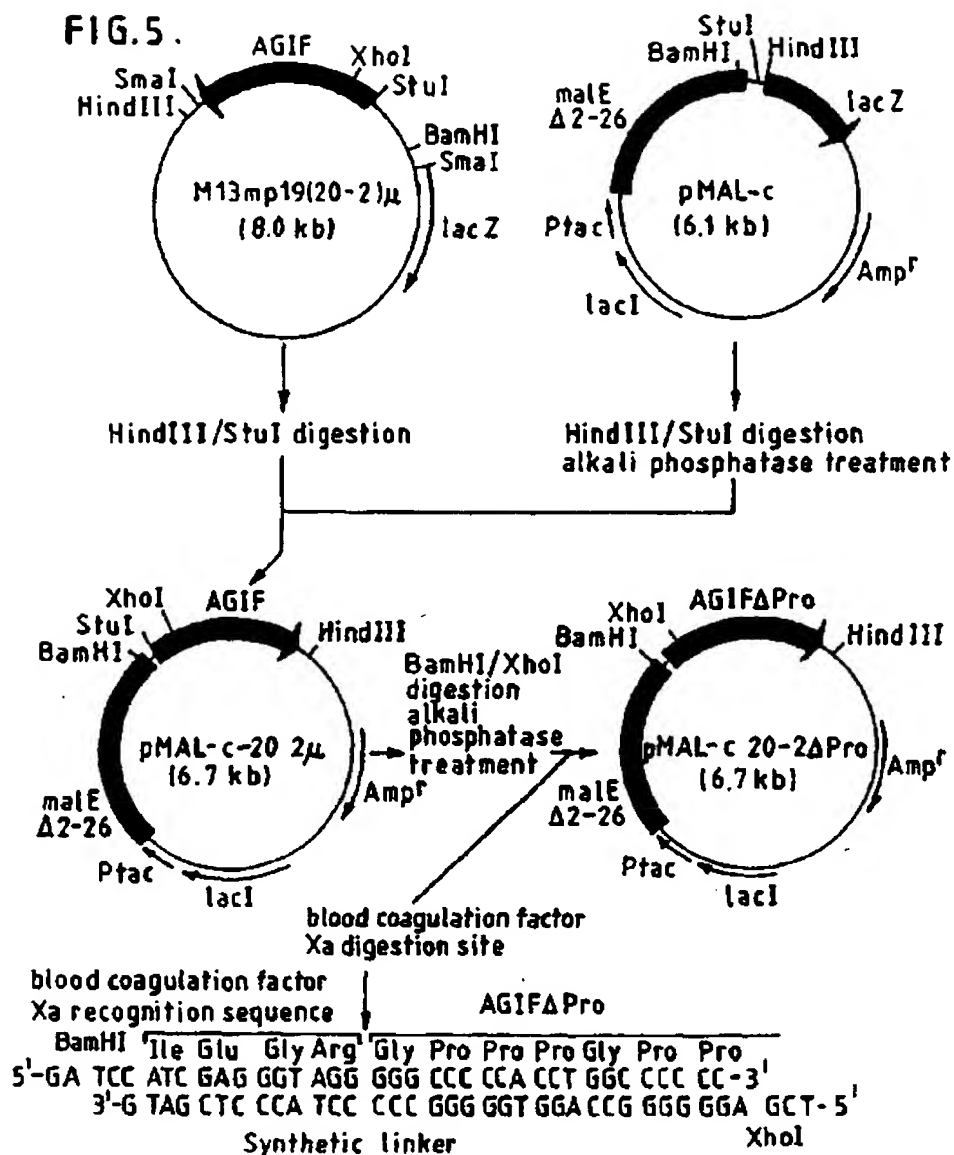 FIG.5.
AGIF
XhoI
StuI
SmaI
HindIII
BamHI
SmaI
M13mp19(20-2)μ
(8.0 kb)
lacZ
StuI
BamHI
HindIII
malE
Δ2-26
lacZ
pMAL-c
(6.1 kb)
Ptac
lacI
Ampʳ
HindIII/StuI digestion
HindIII/StuI digestion
alkali phosphatase treatment
XhoI
AGIF
StuI
BamHI
HindIII
pMAL-c-20 2μ
(6.7 kb)
malE
Δ2-26
Ptac
lacI
Ampʳ
BamHI/XhoI
digestion
alkali
phosphatase
treatment
XhoI
AGIFΔPro
BamHI
HindIII
pMAL-c 20-2ΔPro
(6.7 kb)
malE
Δ2-26
Ptac
lacI
Ampʳ
blood coagulation factor
Xa digestion site
blood coagulation factor
Xa recognition sequence
AGIFΔPro
BamHI Ile Glu Gly Arg Gly Pro Pro Pro Gly Pro Pro
5'-GA TCC ATC GAG GGT AGG GGG CCC CCA CCT GGC CCC CC-3'
3'-G TAG CTC CCA TCC CCC GGG GGT GGA CCG GGG GGA GCT-5'
Synthetic linker XhoI